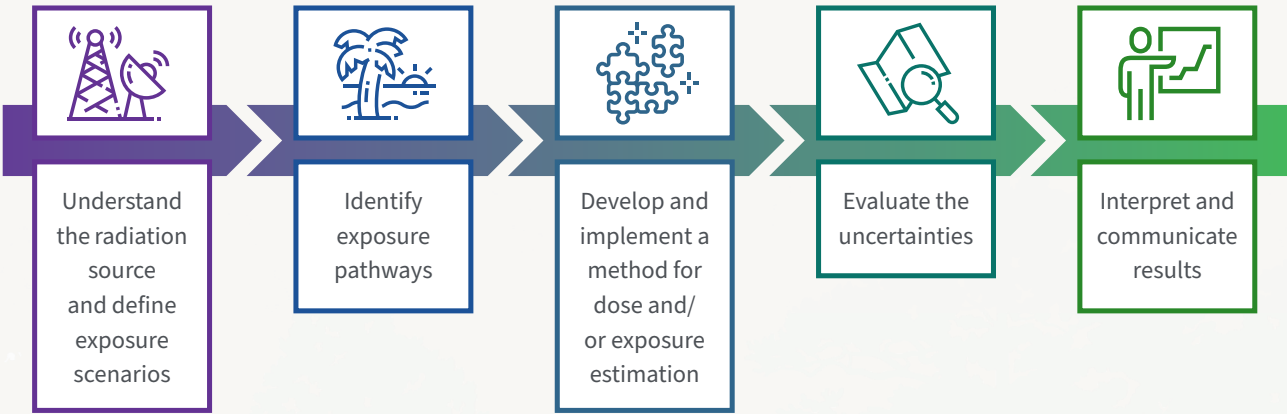 Understand
the radiation
source
and define
exposure
scenarios
Identify
exposure
pathways
Develop and
implement a
method for
dose and/
or exposure
estimation
Evaluate the
uncertainties
Interpret and
communicate
results